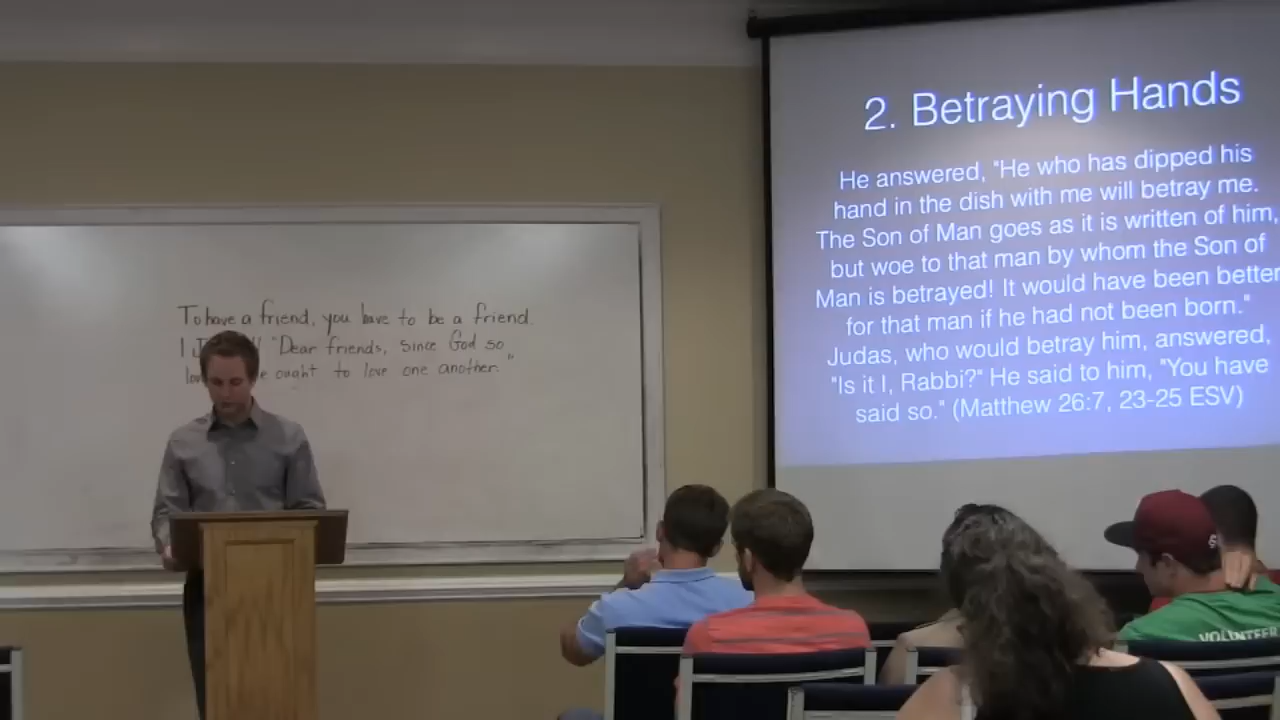 To have a friend, you have to be a friend.
"Dear friends, since God so
ought to love one another."
2. Betraying Hands
He answered, "He who has dipped his
hand in the dish with me will betray me.
The Son of Man goes as it is written of him,
but woe to that man by whom the Son of
Man is betrayed! It would have been better
for that man if he had not been born."
Judas, who would betray him, answered,
"Is it I, Rabbi?" He said to him, "You have
said so." (Matthew 26:7, 23-25 ESV)
VOLUNTEER